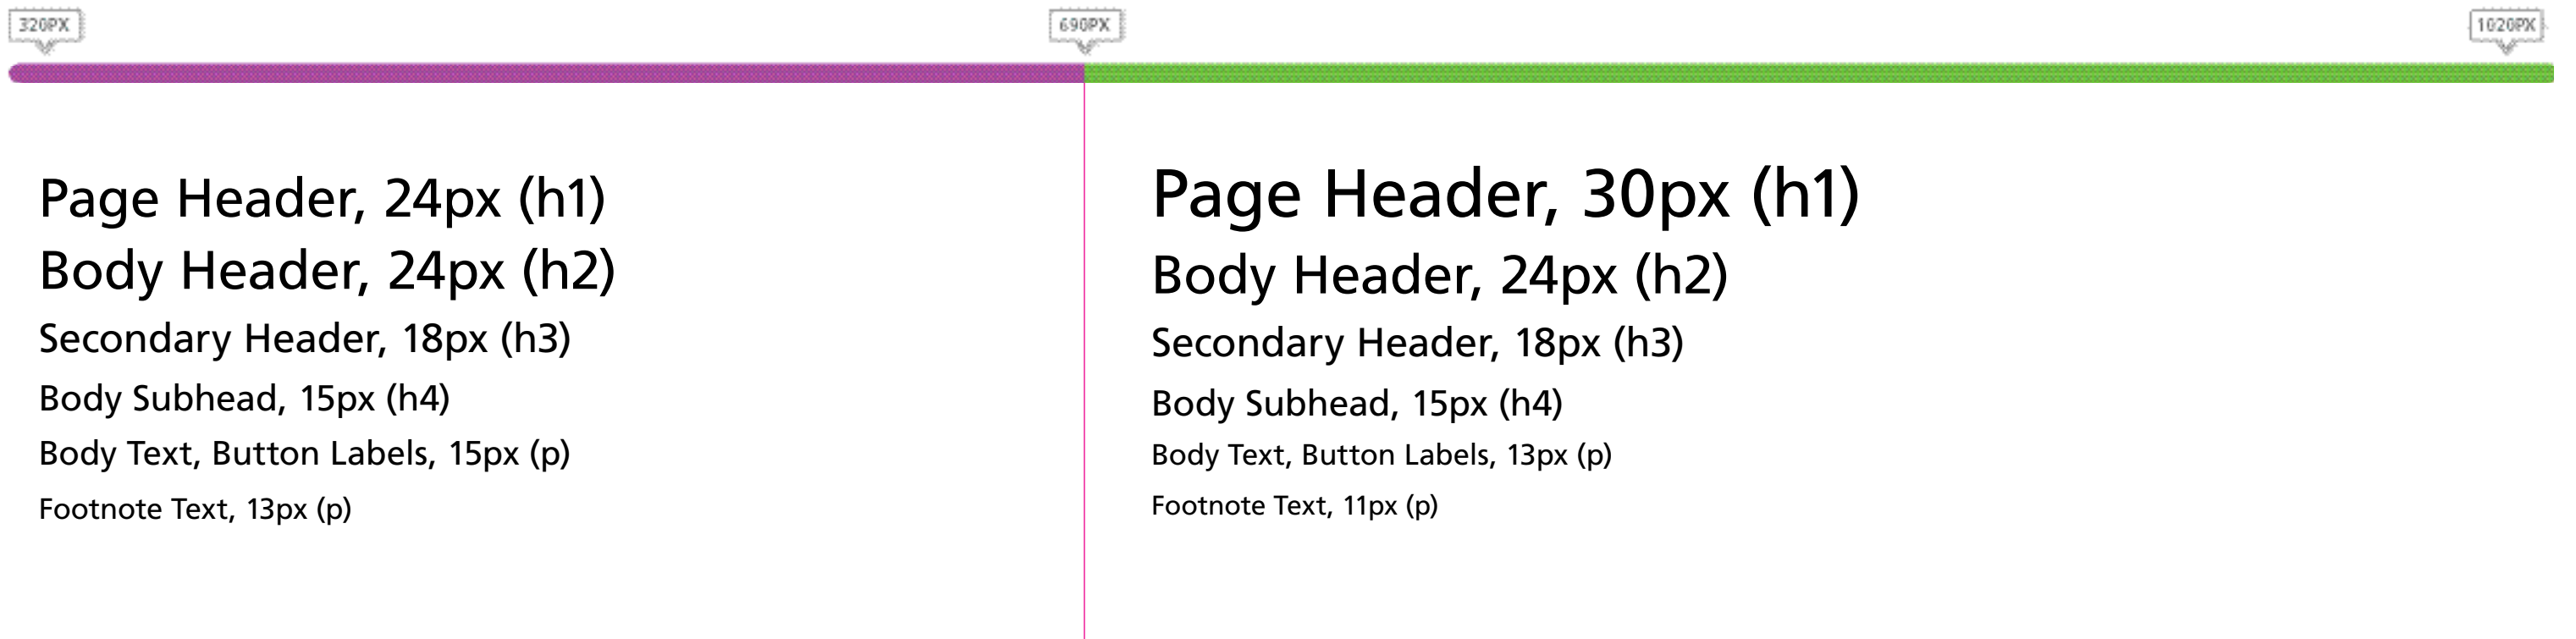 320PX
690PX
1020PX
Page Header, 24px (h1)
Body Header, 24px (h2)
Secondary Header, 18px (h3)
Body Subhead, 15px (h4)
Body Text, Button Labels, 15px (p)
Footnote Text, 13px (p)
Page Header, 30px (h1)
Body Header, 24px (h2)
Secondary Header, 18px (h3)
Body Subhead, 15px (h4)
Body Text, Button Labels, 13px (p)
Footnote Text, 11px (p)